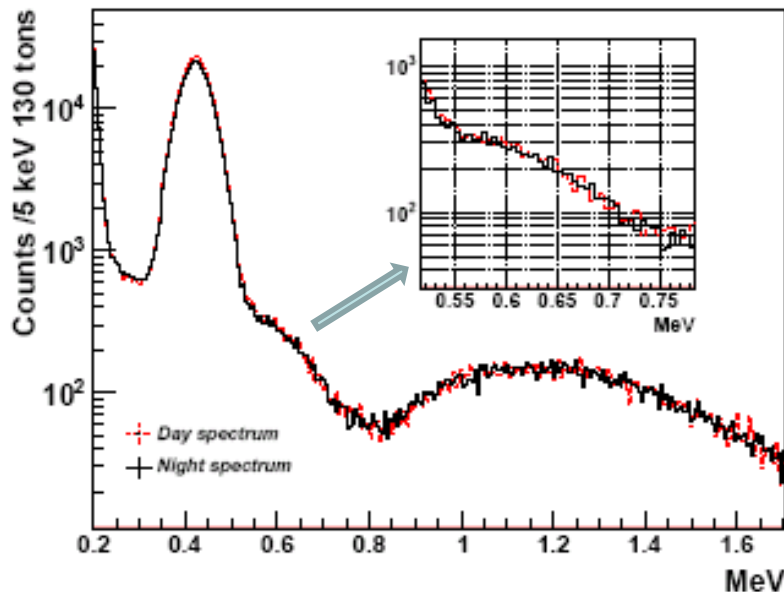 Counts /5 keV 130 tons
10⁴
10³
10²
0.2 0.4 0.6 0.8 1 1.2 1.4 1.6
MeV
Day spectrum
Night spectrum
10³
10²
0.55 0.6 0.65 0.7 0.75
MeV